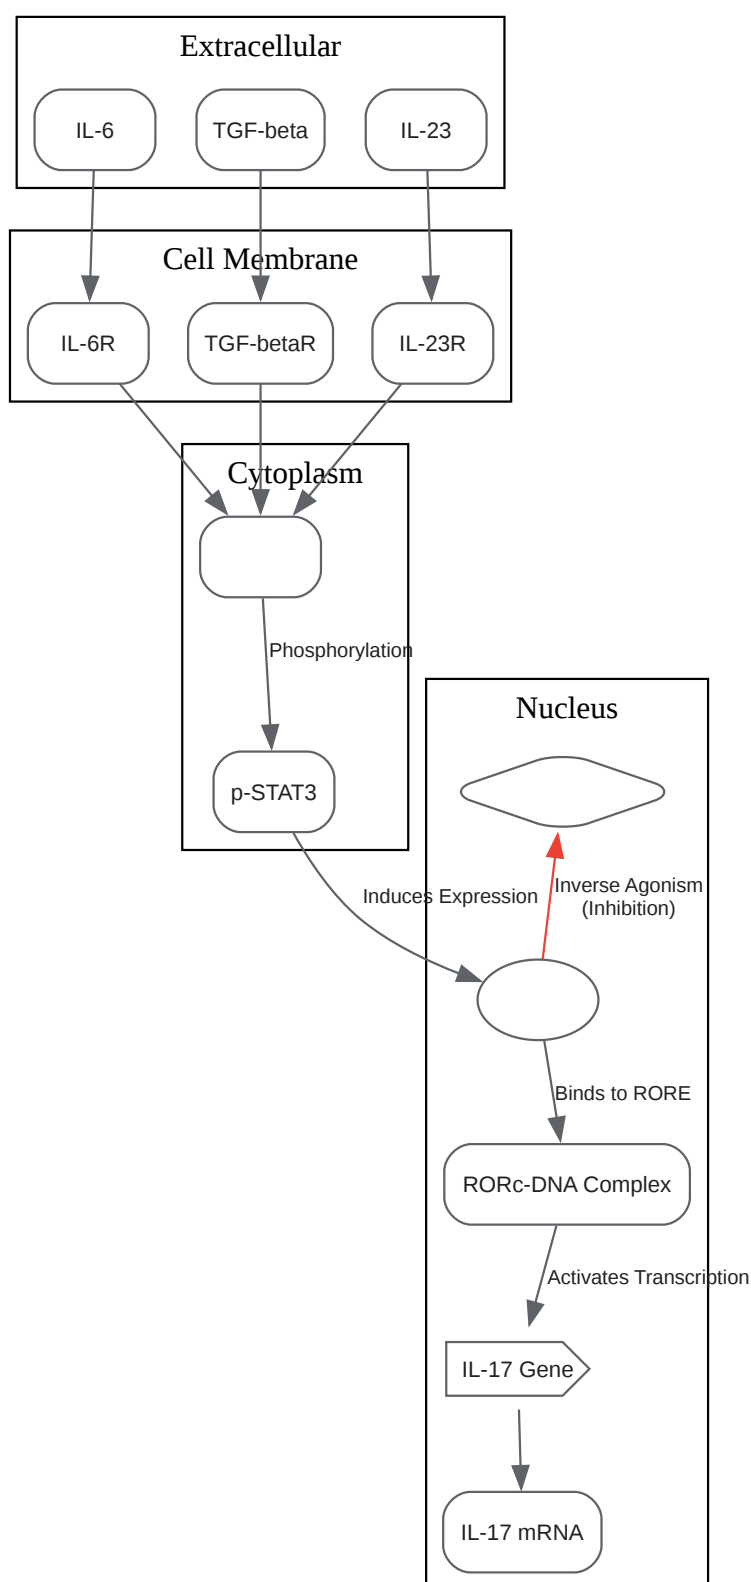 Extracellular
IL-6
TGF-beta
IL-23
Cell Membrane
IL-6R
TGF-betaR
IL-23R
Cytoplasm
Phosphorylation
p-STAT3
Nucleus
Induces Expression
Inverse Agonism
(Inhibition)
Binds to RORE
RORc-DNA Complex
Activates Transcription
IL-17 Gene
IL-17 mRNA